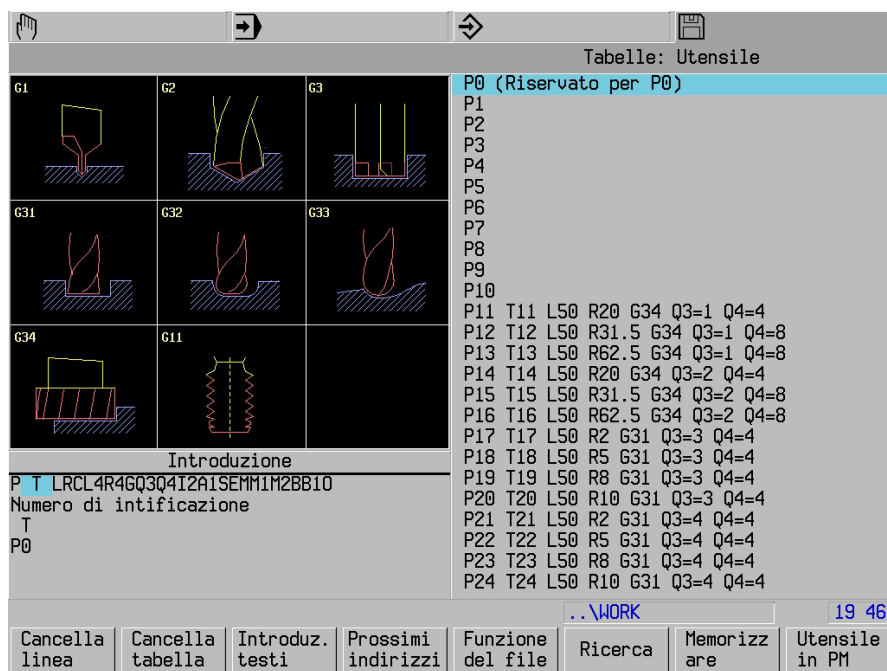 Tabelle: Utensile
G1
G2
G3
G31
G32
G33
G34
G11
Introduzione
P T LRCL4R4GQ3Q4I2A1SEMM1M2BB1O
Numero di intificazione
T
P0
P0 (Riservato per P0)
P1
P2
P3
P4
P5
P6
P7
P8
P9
P10
P11 T11 L50 R20 G34 Q3=1 Q4=4
P12 T12 L50 R31.5 G34 Q3=1 Q4=8
P13 T13 L50 R62.5 G34 Q3=1 Q4=8
P14 T14 L50 R20 G34 Q3=2 Q4=4
P15 T15 L50 R31.5 G34 Q3=2 Q4=8
P16 T16 L50 R62.5 G34 Q3=2 Q4=8
P17 T17 L50 R2 G31 Q3=3 Q4=4
P18 T18 L50 R5 G31 Q3=3 Q4=4
P19 T19 L50 R8 G31 Q3=3 Q4=4
P20 T20 L50 R10 G31 Q3=3 Q4=4
P21 T21 L50 R2 G31 Q3=4 Q4=4
P22 T22 L50 R5 G31 Q3=4 Q4=4
P23 T23 L50 R8 G31 Q3=4 Q4=4
P24 T24 L50 R10 G31 Q3=4 Q4=4
..\WORK
19 46
Cancella
linea
Cancella
tabella
Introduz.
testi
Prossimi
indirizzi
Funzione
del file
Ricerca
Memorizz
are
Utensile
in PM